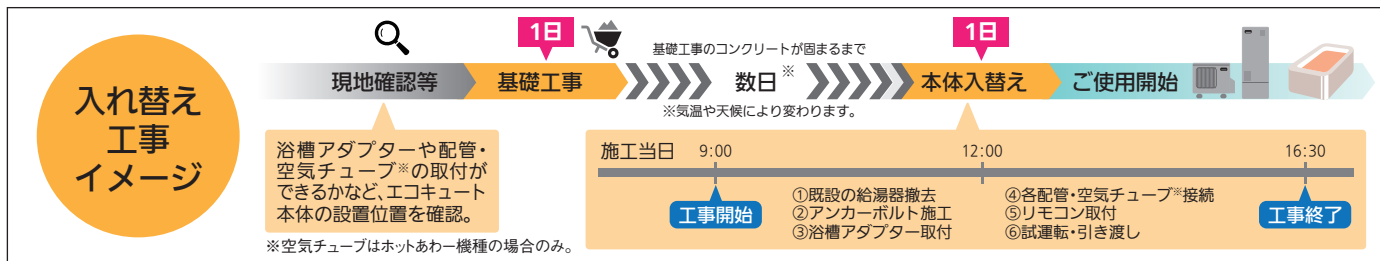 入れ替え
工事
イメージ
現地確認等
1日
基礎工事
基礎工事のコンクリートが固まるまで
数日※
※気温や天候により変わります。
1日
本体入替え
ご使用開始
浴槽アダプターや配管・
空気チューブ※の取付が
できるかなど、エコキュート
本体の設置位置を確認。
※空気チューブはホットあわー機種の場合のみ。
施工当日 9:00 12:00 16:30
工事開始
①既設の給湯器撤去
②アンカーボルト施工
③浴槽アダプター取付
④各配管・空気チューブ※接続
⑤リモコン取付
⑥試運転・引き渡し
工事終了